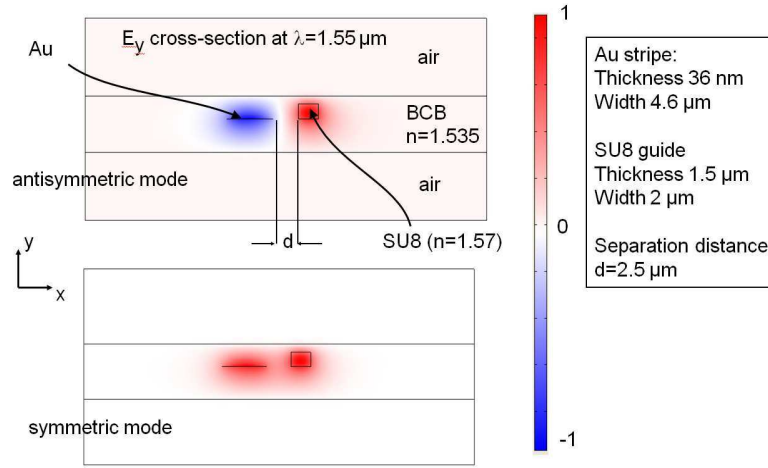 E_y cross-section at λ=1.55 μm
Au
air
BCB
n=1.535
antisymmetric mode
air
d
SU8 (n=1.57)
y
x
symmetric mode
1
0
-1
Au stripe:
Thickness 36 nm
Width 4.6 μm
SU8 guide
Thickness 1.5 μm
Width 2 μm
Separation distance
d=2.5 μm